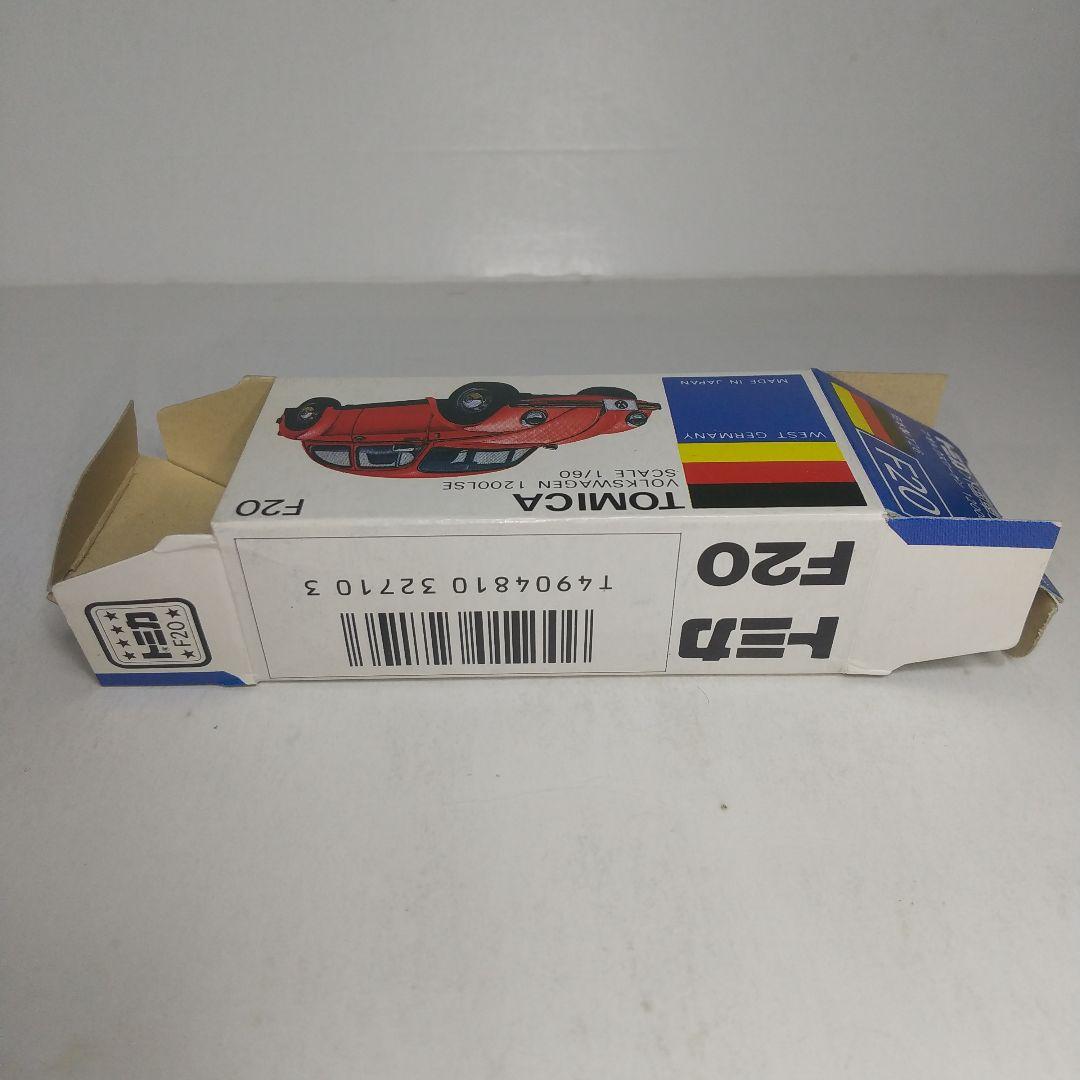 MADE IN JAPAN
WEST GERMANY
TOMICA
VOLKSWAGEN 1200LSE
SCALE 1/60
F20
トミカ
F20
T4904810 32710 3
トミカ
F20
F20